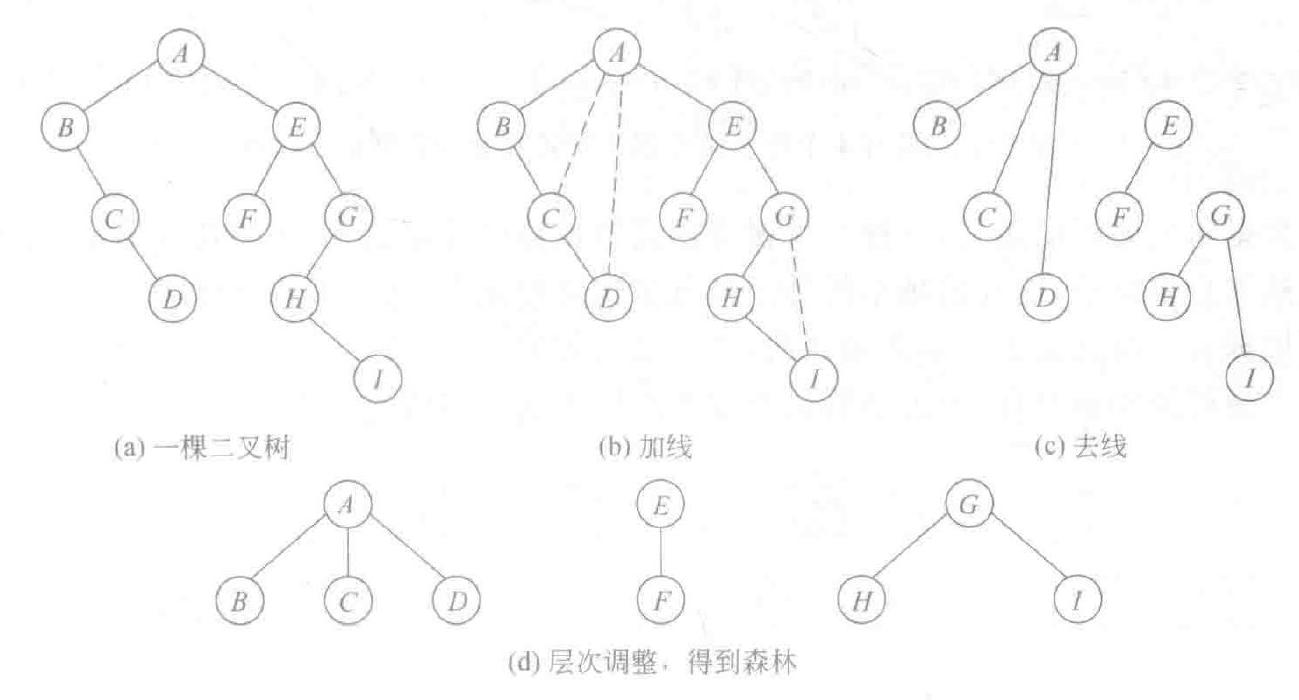 A A A
B E B E B E
C F G C F G C F G
D H D H D H
I I I
(a) 一棵二叉树 (b) 加线 (c) 去线
A E G
B C D F H I
(d) 层次调整,得到森林